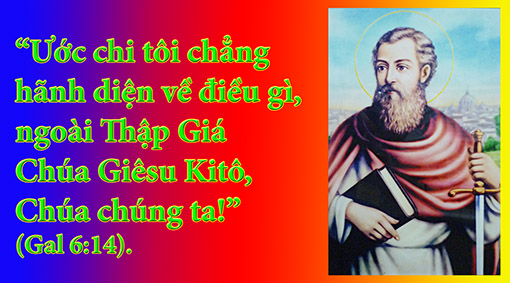 “Ước chi tôi chẳng
hãnh diện về điều gì,
ngoài Thập Giá
Chúa Giêsu Kitô,
Chúa chúng ta!”
(Gal 6:14).